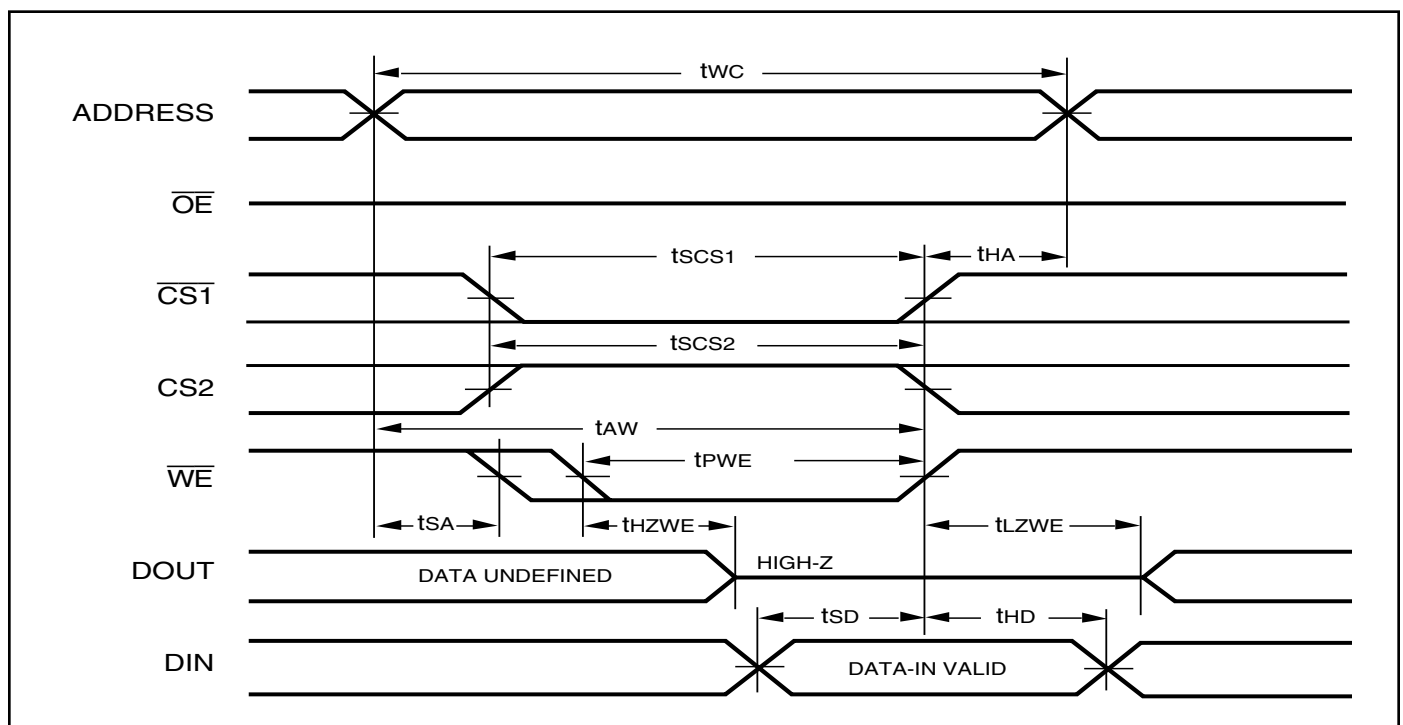 tWC
ADDRESS
OE
tSCS1
tHA
CS1
tSCS2
CS2
tAW
WE
tPWE
tSA
tHZWE
tLZWE
DOUT
DATA UNDEFINED
HIGH-Z
tSD
tHD
DIN
DATA-IN VALID